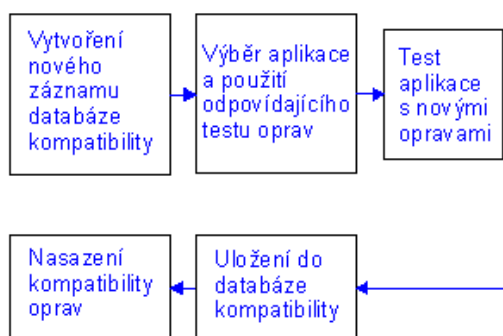 Vytvoření
nového
záznamu
databáze
kompatibility
Výběr aplikace
a použití
odpovídajícího
testu oprav
Test
aplikace
s novými
opravami
Nasazení
kompatibility
oprav
Uložení do
databáze
kompatibility